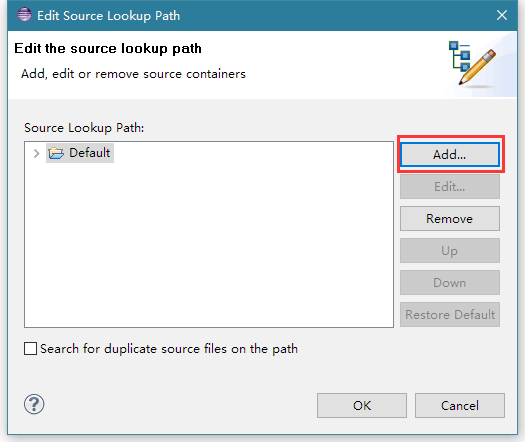 Edit Source Lookup Path
Edit the source lookup path
Add, edit or remove source containers
Source Lookup Path:
Default
Add...
Edit...
Remove
Up
Down
Restore Default
Search for duplicate source files on the path
?
OK
Cancel